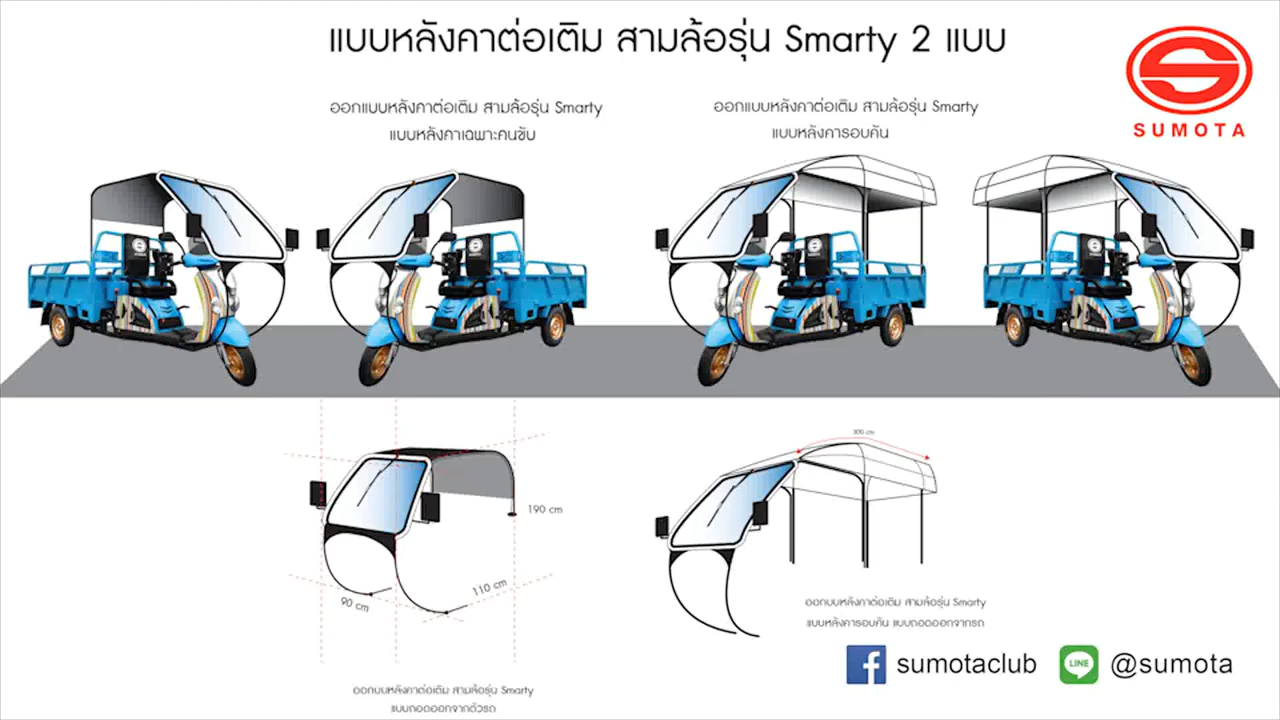 แบบหลังคาต่อเติม สามล้อรุ่น Smarty 2 แบบ
SUMOTA
ออกแบบหลังคาต่อเติม สามล้อรุ่น Smarty
แบบหลังคาเฉพาะคนขับ
ออกแบบหลังคาต่อเติม สามล้อรุ่น Smarty
แบบหลังคารอบคัน
300 cm
190 cm
110 cm
90 cm
ออกบบหลังคาต่อเติม สามล้อรุ่น Smarty
แบบหลังคารอบคัน แบบถอดออกจากรถ
ออกบบหลังคาต่อเติม สามล้อรุ่น Smarty
แบบถอดออกจากตัวรถ
sumotaclub
LINE
@sumota